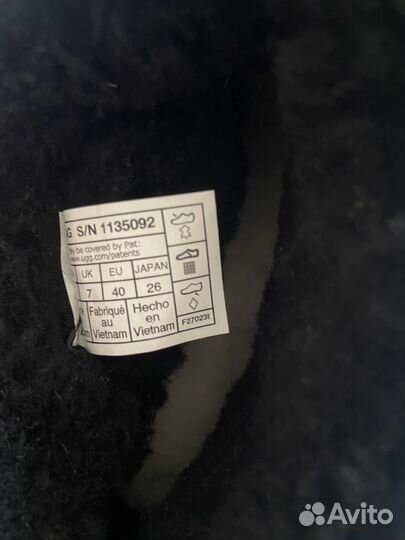 S/N 1135092
be covered by Pat:
www.ugg.com/patents
UK EU JAPAN
7 40 26
Fabriqué Hecho
au en
Vietnam Vietnam
F27023t
Avito